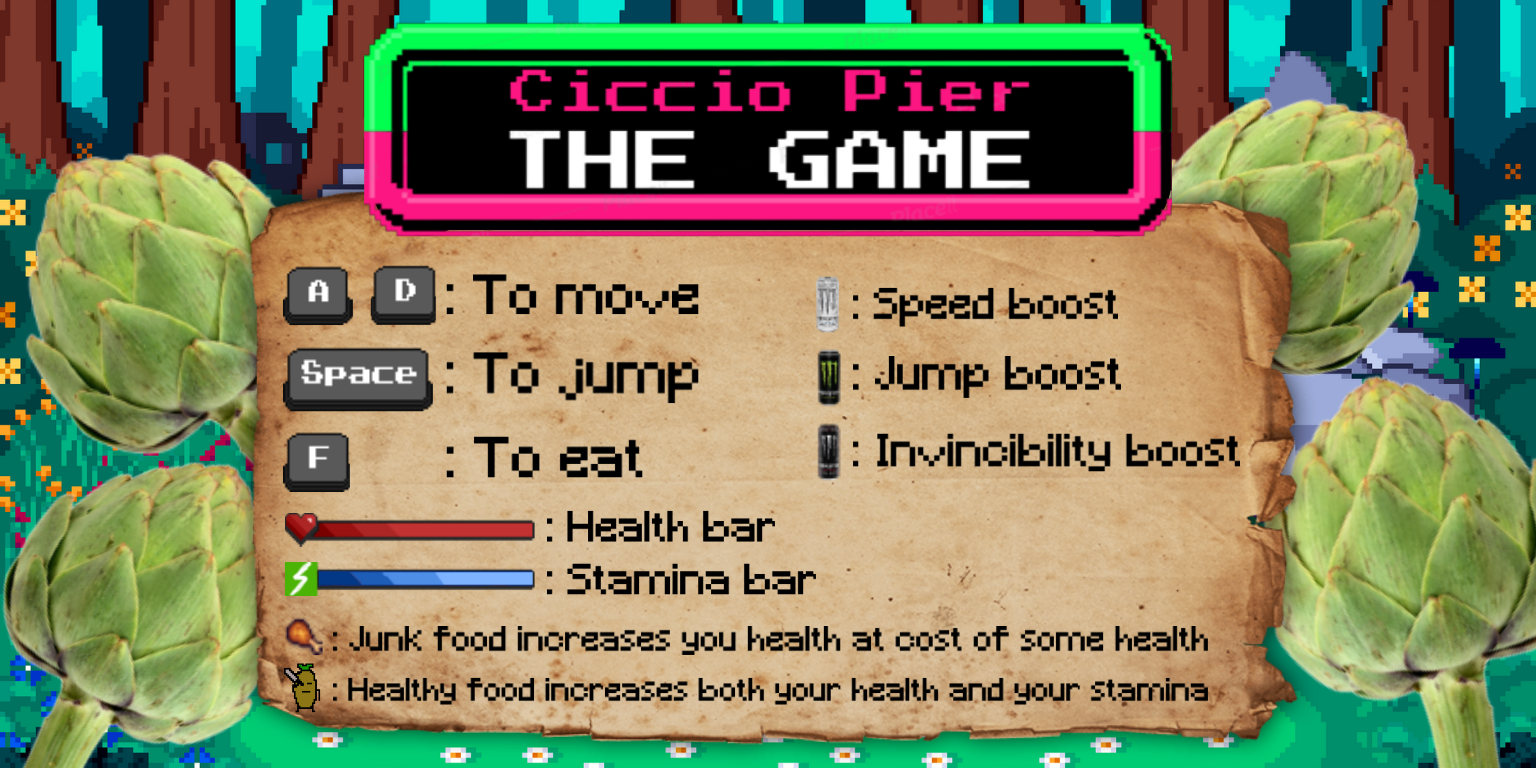 Ciccio Pier
THE GAME
A D : To move
Space : To jump
F : To eat
: Speed boost
: Jump boost
: Invincibility boost
: Health bar
: Stamina bar
: Junk food increases you health at cost of some health
: Healthy food increases both your health and your stamina